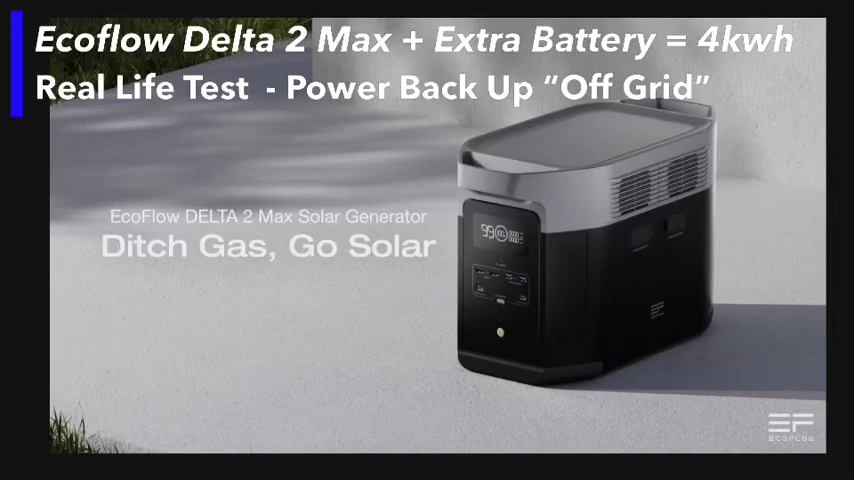 Ecoflow Delta 2 Max + Extra Battery = 4kwh
Real Life Test - Power Back Up “Off Grid”
EcoFlow DELTA 2 Max Solar Generator
Ditch Gas, Go Solar
ECOFLOW